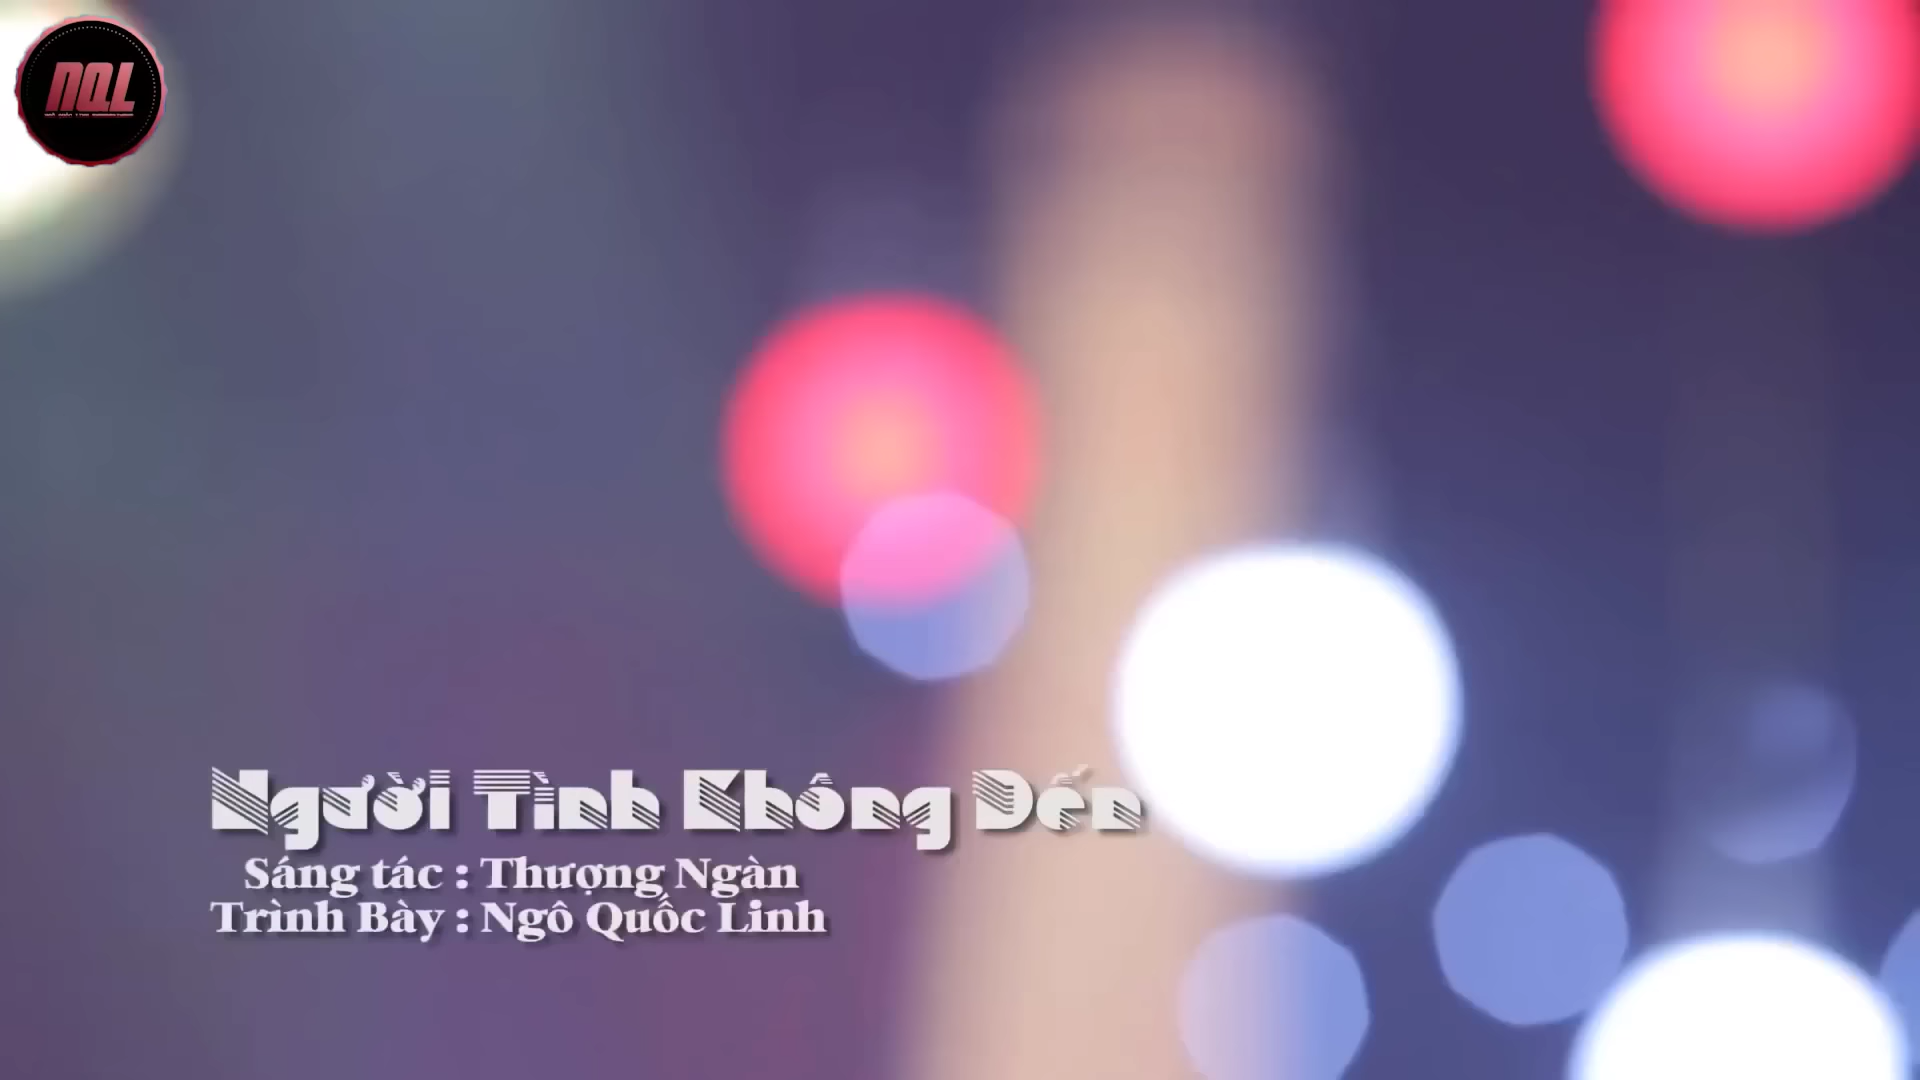 NQL
Người Tình Không Đến
Sáng tác : Thượng Ngàn
Trình Bày : Ngô Quốc Linh